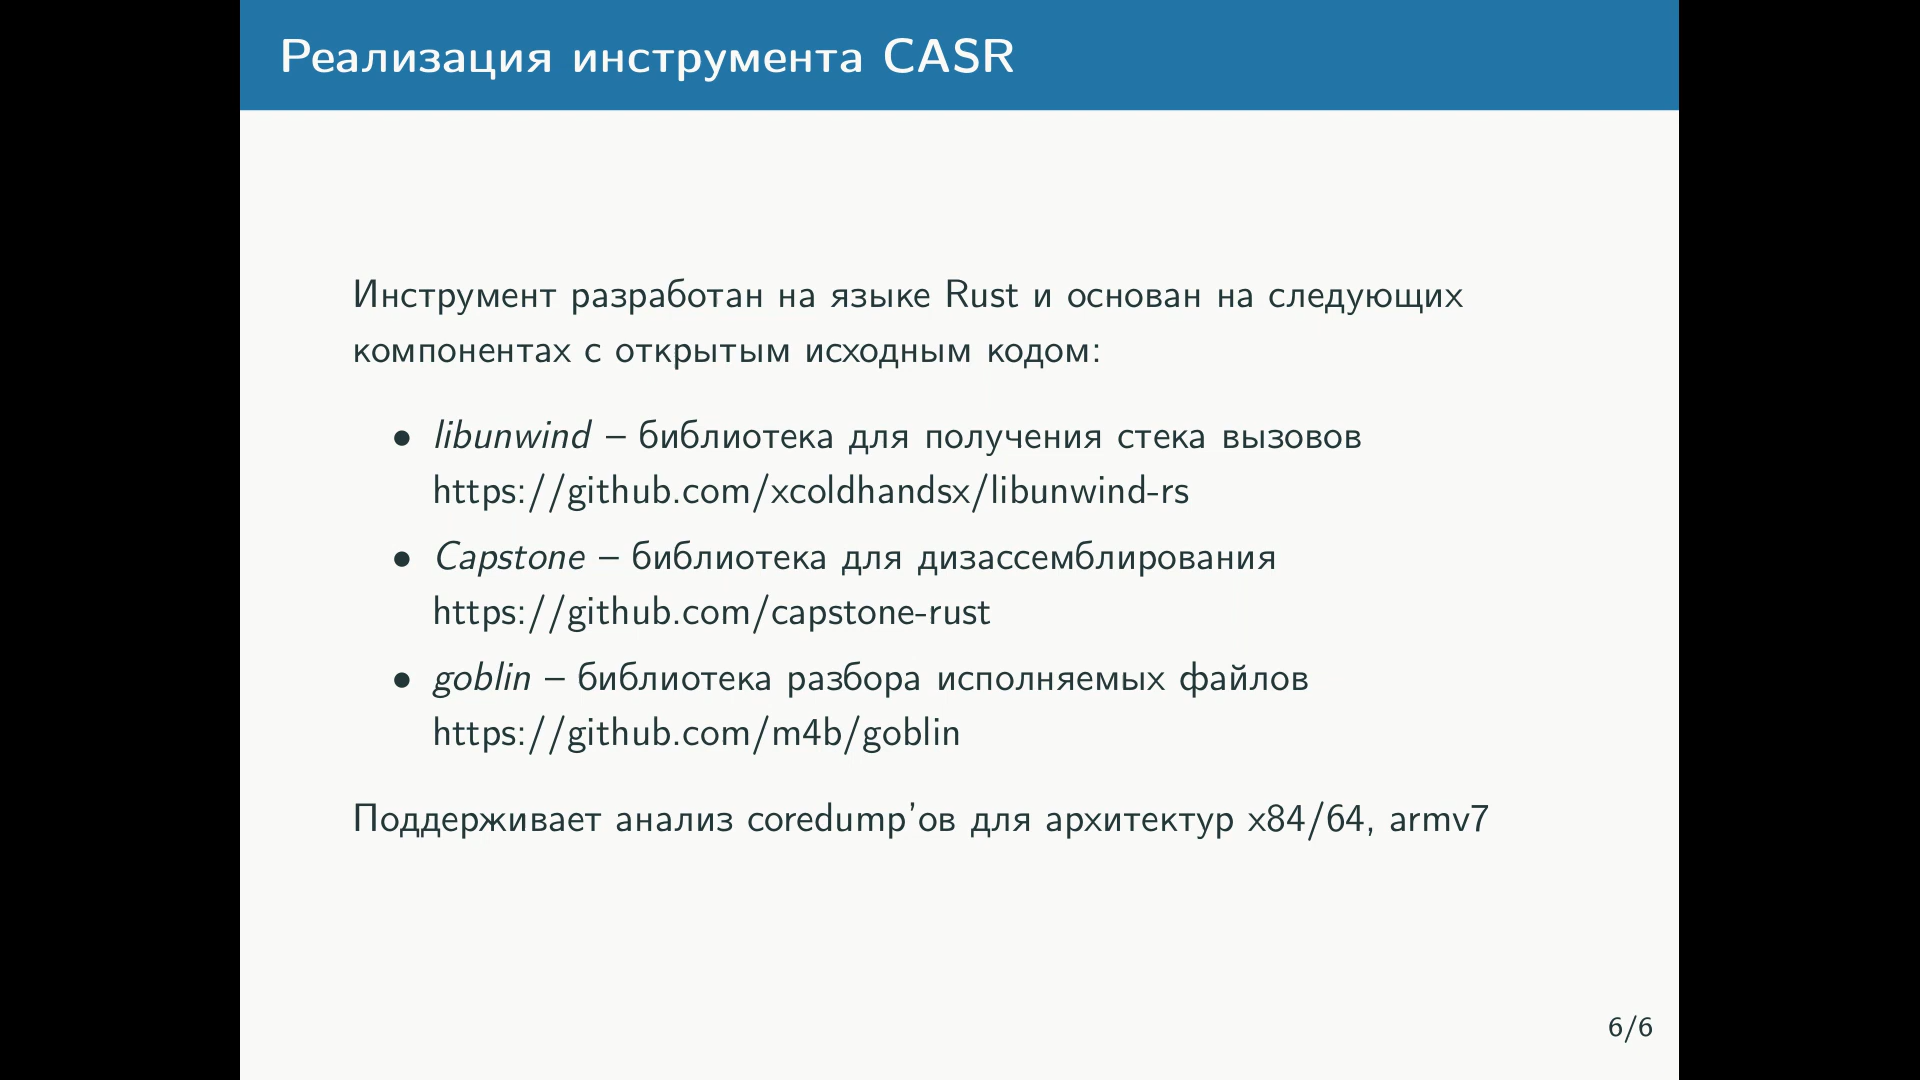 Реализация инструмента CASR
Инструмент разработан на языке Rust и основан на следующих
компонентах с открытым исходным кодом:
• libunwind – библиотека для получения стека вызовов
https://github.com/xcoldhandsx/libunwind-rs
• Capstone – библиотека для дизассемблирования
https://github.com/capstone-rust
• goblin – библиотека разбора исполняемых файлов
https://github.com/m4b/goblin
Поддерживает анализ coredump’ов для архитектур x84/64, armv7
6/6